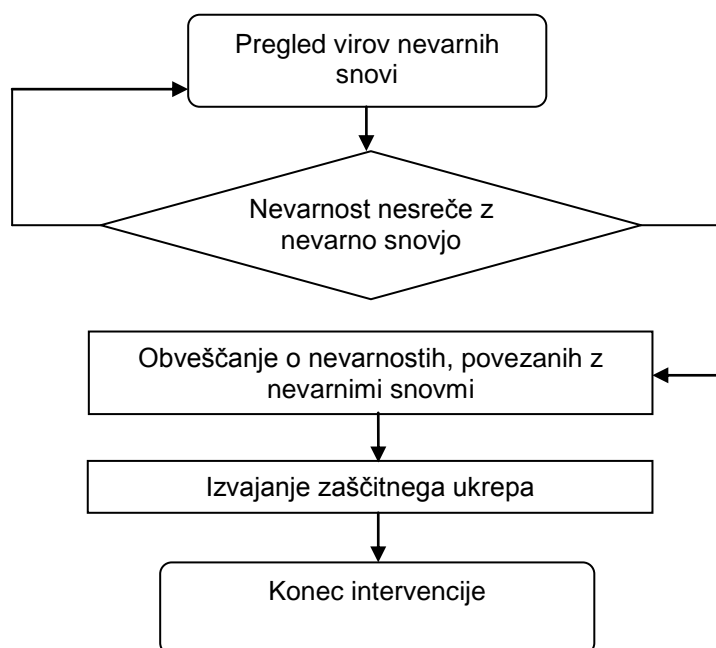 Pregled virov nevarnih
snovi
Nevarnost nesreče z
nevarno snovjo
Obveščanje o nevarnostih, povezanih z
nevarnimi snovmi
Izvajanje zaščitnega ukrepa
Konec intervencije